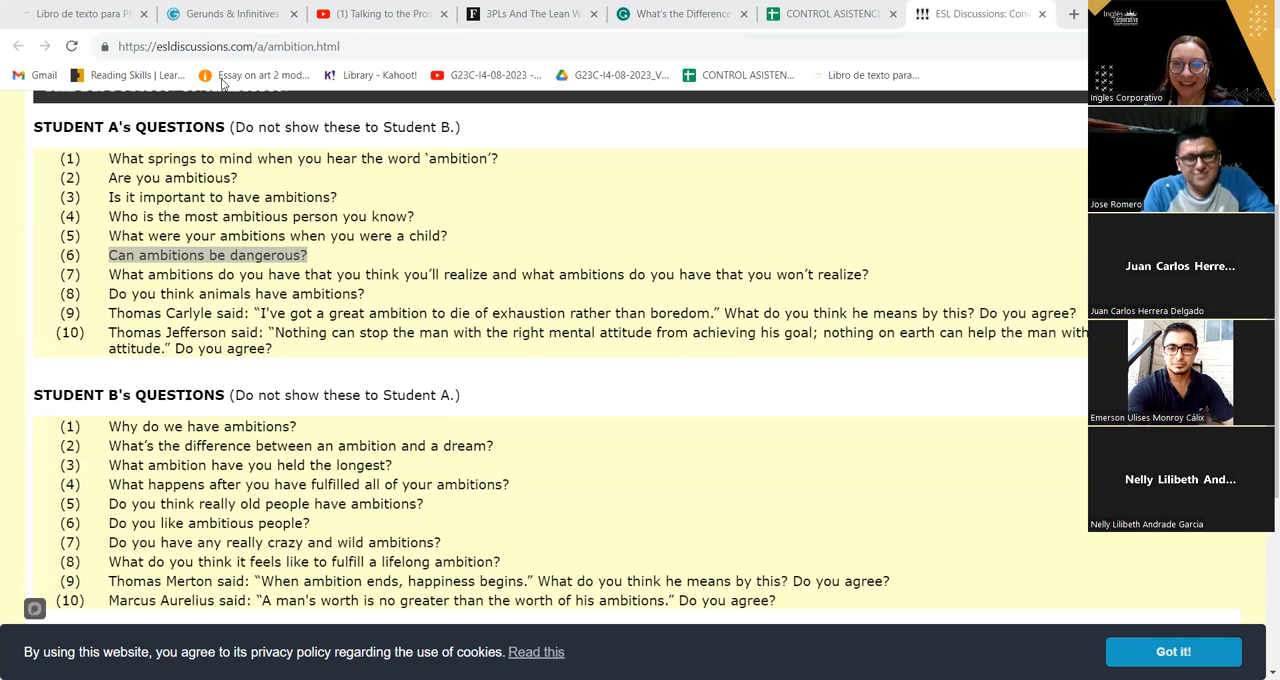 Libro de texto para Pr
Gerunds & Infinitives
(1) Talking to the Pros
3PLs And The Lean W
What's the Difference
CONTROL ASISTENC
ESL Discussions: Con
https://esldiscussions.com/a/ambition.html
Gmail
Reading Skills | Lear...
Essay on art 2 mod...
Library - Kahoot!
G23C-I4-08-2023 -...
G23C-I4-08-2023_V...
CONTROL ASISTEN...
Libro de texto para...
STUDENT A's QUESTIONS (Do not show these to Student B.)
(1) What springs to mind when you hear the word ‘ambition’?
(2) Are you ambitious?
(3) Is it important to have ambitions?
(4) Who is the most ambitious person you know?
(5) What were your ambitions when you were a child?
(6) Can ambitions be dangerous?
(7) What ambitions do you have that you think you’ll realize and what ambitions do you have that you won’t realize?
(8) Do you think animals have ambitions?
(9) Thomas Carlyle said: “I've got a great ambition to die of exhaustion rather than boredom.” What do you think he means by this? Do you agree?
(10) Thomas Jefferson said: “Nothing can stop the man with the right mental attitude from achieving his goal; nothing on earth can help the man with
attitude.” Do you agree?
STUDENT B's QUESTIONS (Do not show these to Student A.)
(1) Why do we have ambitions?
(2) What’s the difference between an ambition and a dream?
(3) What ambition have you held the longest?
(4) What happens after you have fulfilled all of your ambitions?
(5) Do you think really old people have ambitions?
(6) Do you like ambitious people?
(7) Do you have any really crazy and wild ambitions?
(8) What do you think it feels like to fulfill a lifelong ambition?
(9) Thomas Merton said: “When ambition ends, happiness begins.” What do you think he means by this? Do you agree?
(10) Marcus Aurelius said: “A man's worth is no greater than the worth of his ambitions.” Do you agree?
By using this website, you agree to its privacy policy regarding the use of cookies. Read this
Got it!
Inglés
Corporativo
Ingles Corporativo
Jose Romero
Juan Carlos Herre...
Juan Carlos Herrera Delgado
Emerson Ulises Monroy Cálix
Nelly Lilibeth And...
Nelly Lilibeth Andrade Garcia